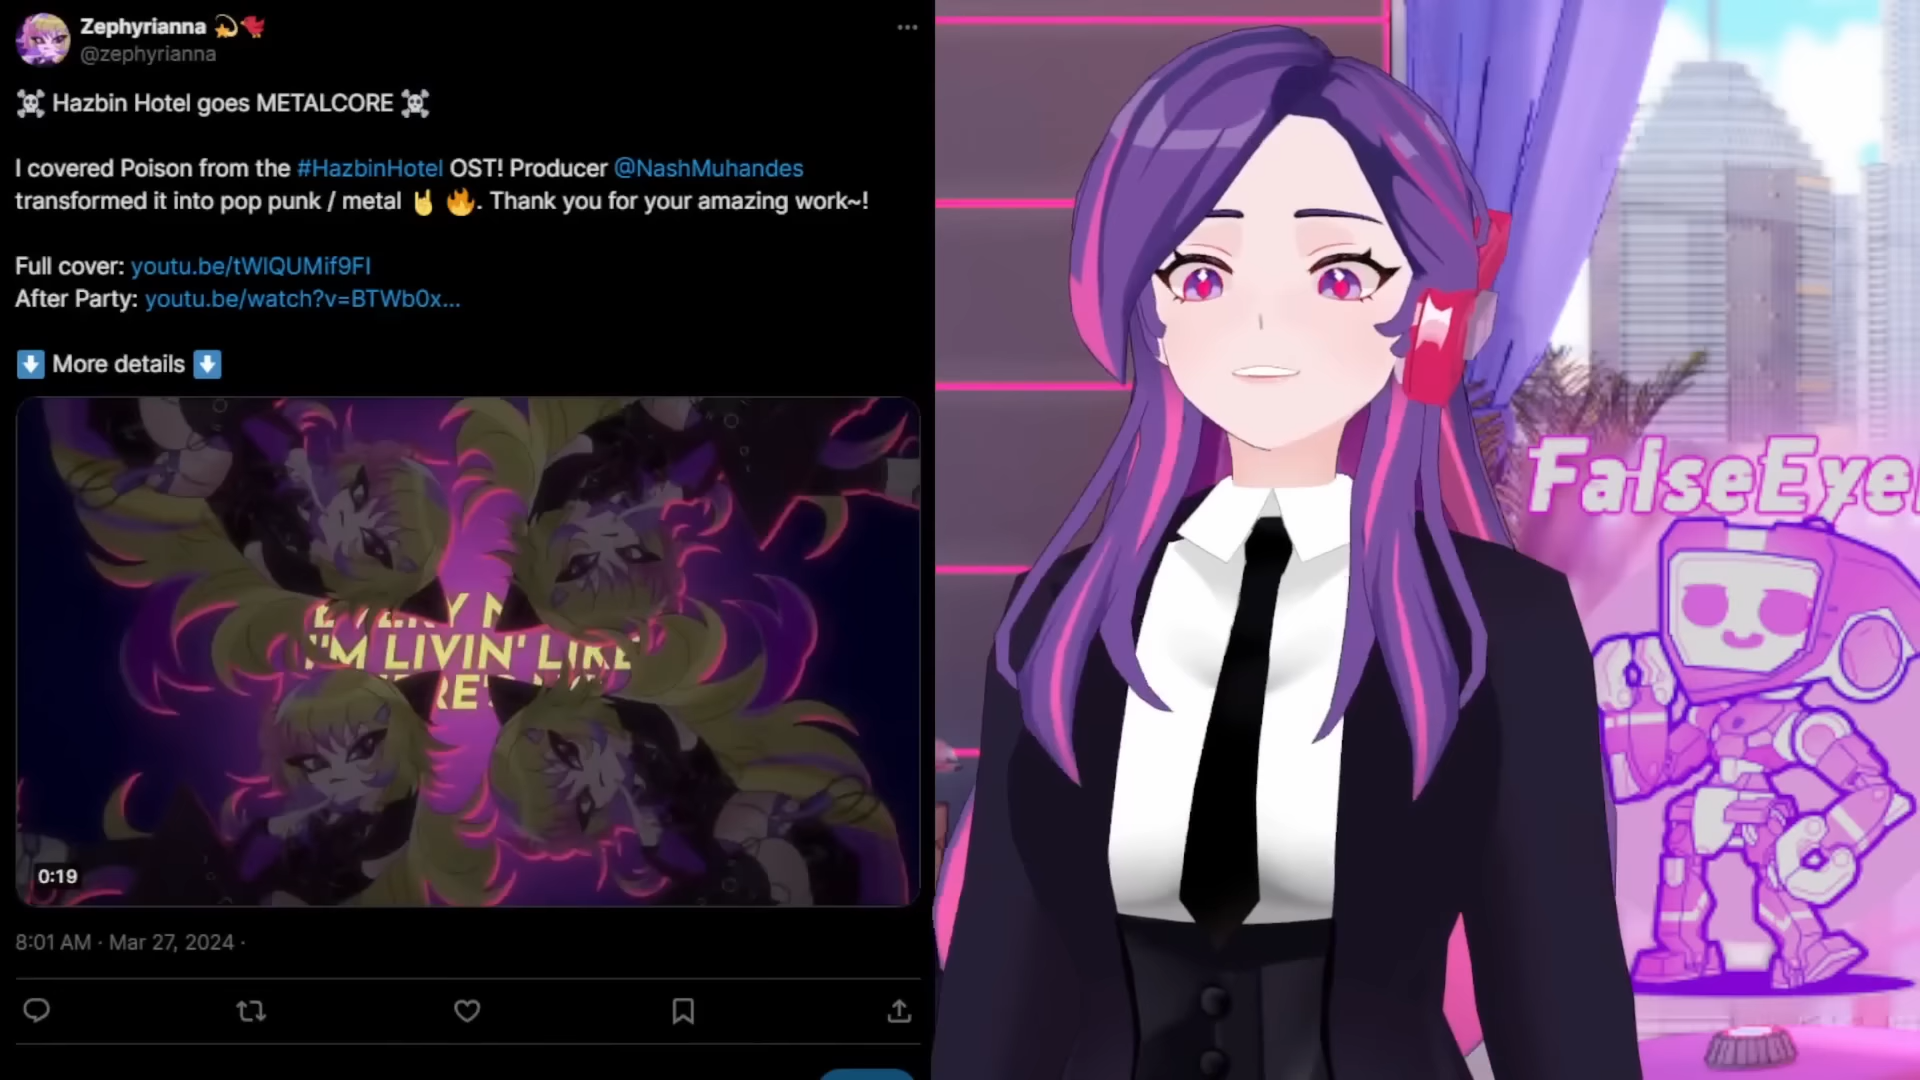 Zephyrianna
@zephyrianna
Hazbin Hotel goes METALCORE
I covered Poison from the #HazbinHotel OST! Producer @NashMuhandes
transformed it into pop punk / metal 🤘 🔥. Thank you for your amazing work~!
Full cover: youtu.be/tWlQUMif9FI
After Party: youtu.be/watch?v=BTWb0x...
More details
I'M LIVIN' LIKE
0:19
8:01 AM · Mar 27, 2024 ·
FalseEye